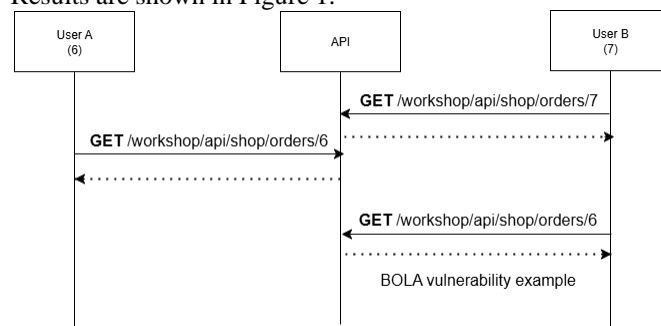 Results are shown in Figure 1.
User A
(6)
API
User B
(7)
GET /workshop/api/shop/orders/7
GET /workshop/api/shop/orders/6
GET /workshop/api/shop/orders/6
BOLA vulnerability example